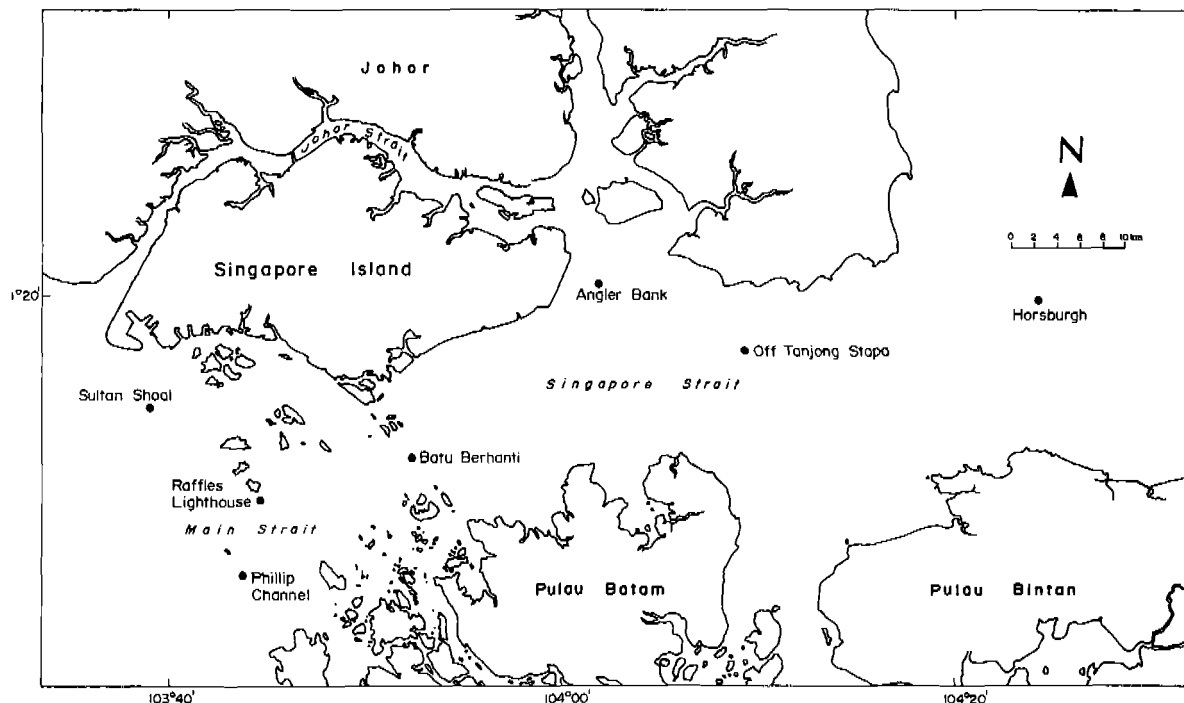 Johor
Johor Strait
N
0 2 4 6 8 10 km
Singapore Island
1°20'
Angler Bank
Horsburgh
Off Tanjong Stapa
Singapore Strait
Sultan Shoal
Batu Berhanti
Raffles
Lighthouse
Main Strait
Phillip
Channel
Pulau Batam
Pulau Bintan
103°40'
104°00'
104°20'